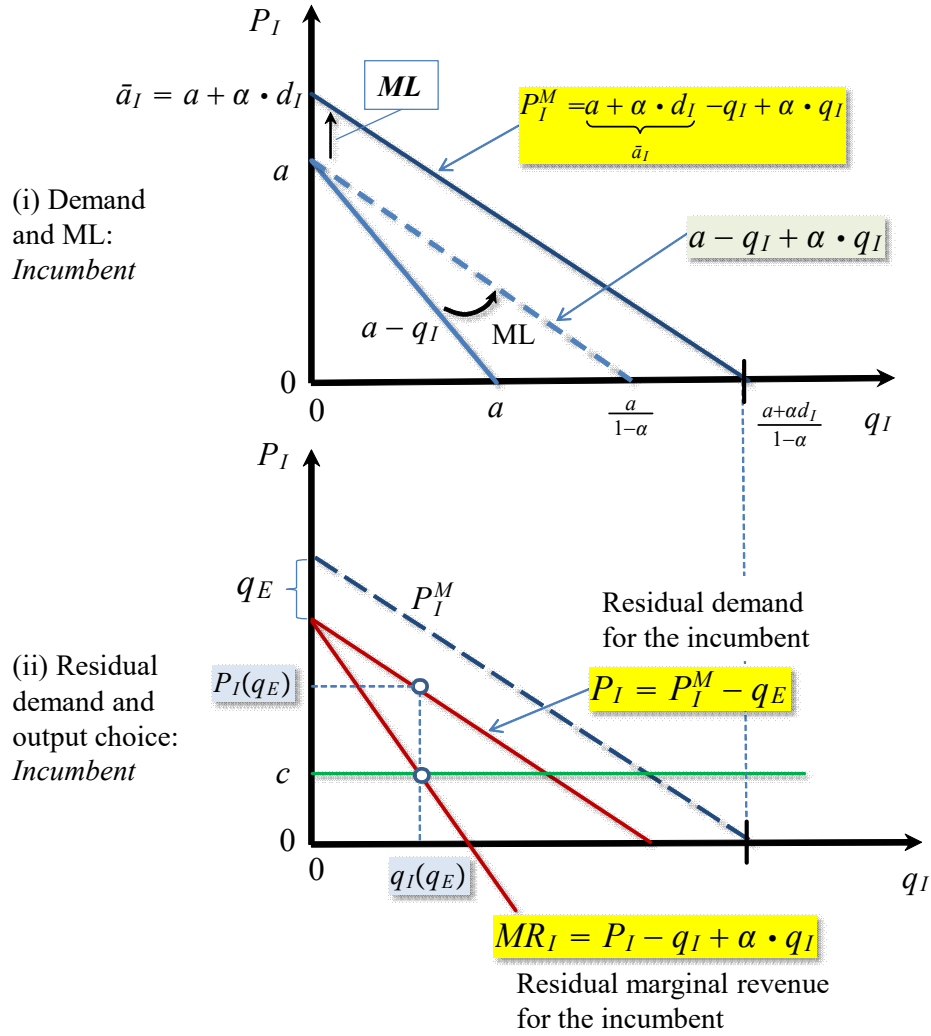 P_I
ā_I = a + α • d_I
ML
P_I^M = a + α • d_I − q_I + α • q_I
ā_I
a
(i) Demand
and ML:
Incumbent
a − q_I + α • q_I
a − q_I
ML
0
0
a
a/(1−α)
(a+αd_I)/(1−α)
q_I
P_I
q_E
P_I^M
Residual demand
for the incumbent
(ii) Residual
demand and
output choice:
Incumbent
P_I(q_E)
P_I = P_I^M − q_E
c
0
0
q_I(q_E)
q_I
MR_I = P_I − q_I + α • q_I
Residual marginal revenue
for the incumbent